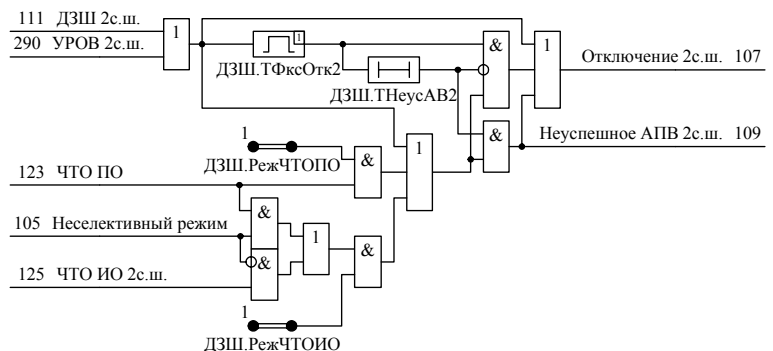 111 ДЗШ 2с.ш.
290 УРОВ 2с.ш.
1
1
ДЗШ.ТФксОтк2
&
1
Отключение 2с.ш. 107
ДЗШ.ТНеусАВ2
1
ДЗШ.РежЧТОПО
&
1
&
Неуспешное АПВ 2с.ш. 109
123 ЧТО ПО
105 Неселективный режим
&
&
1
&
125 ЧТО ИО 2с.ш.
1
ДЗШ.РежЧТОИО